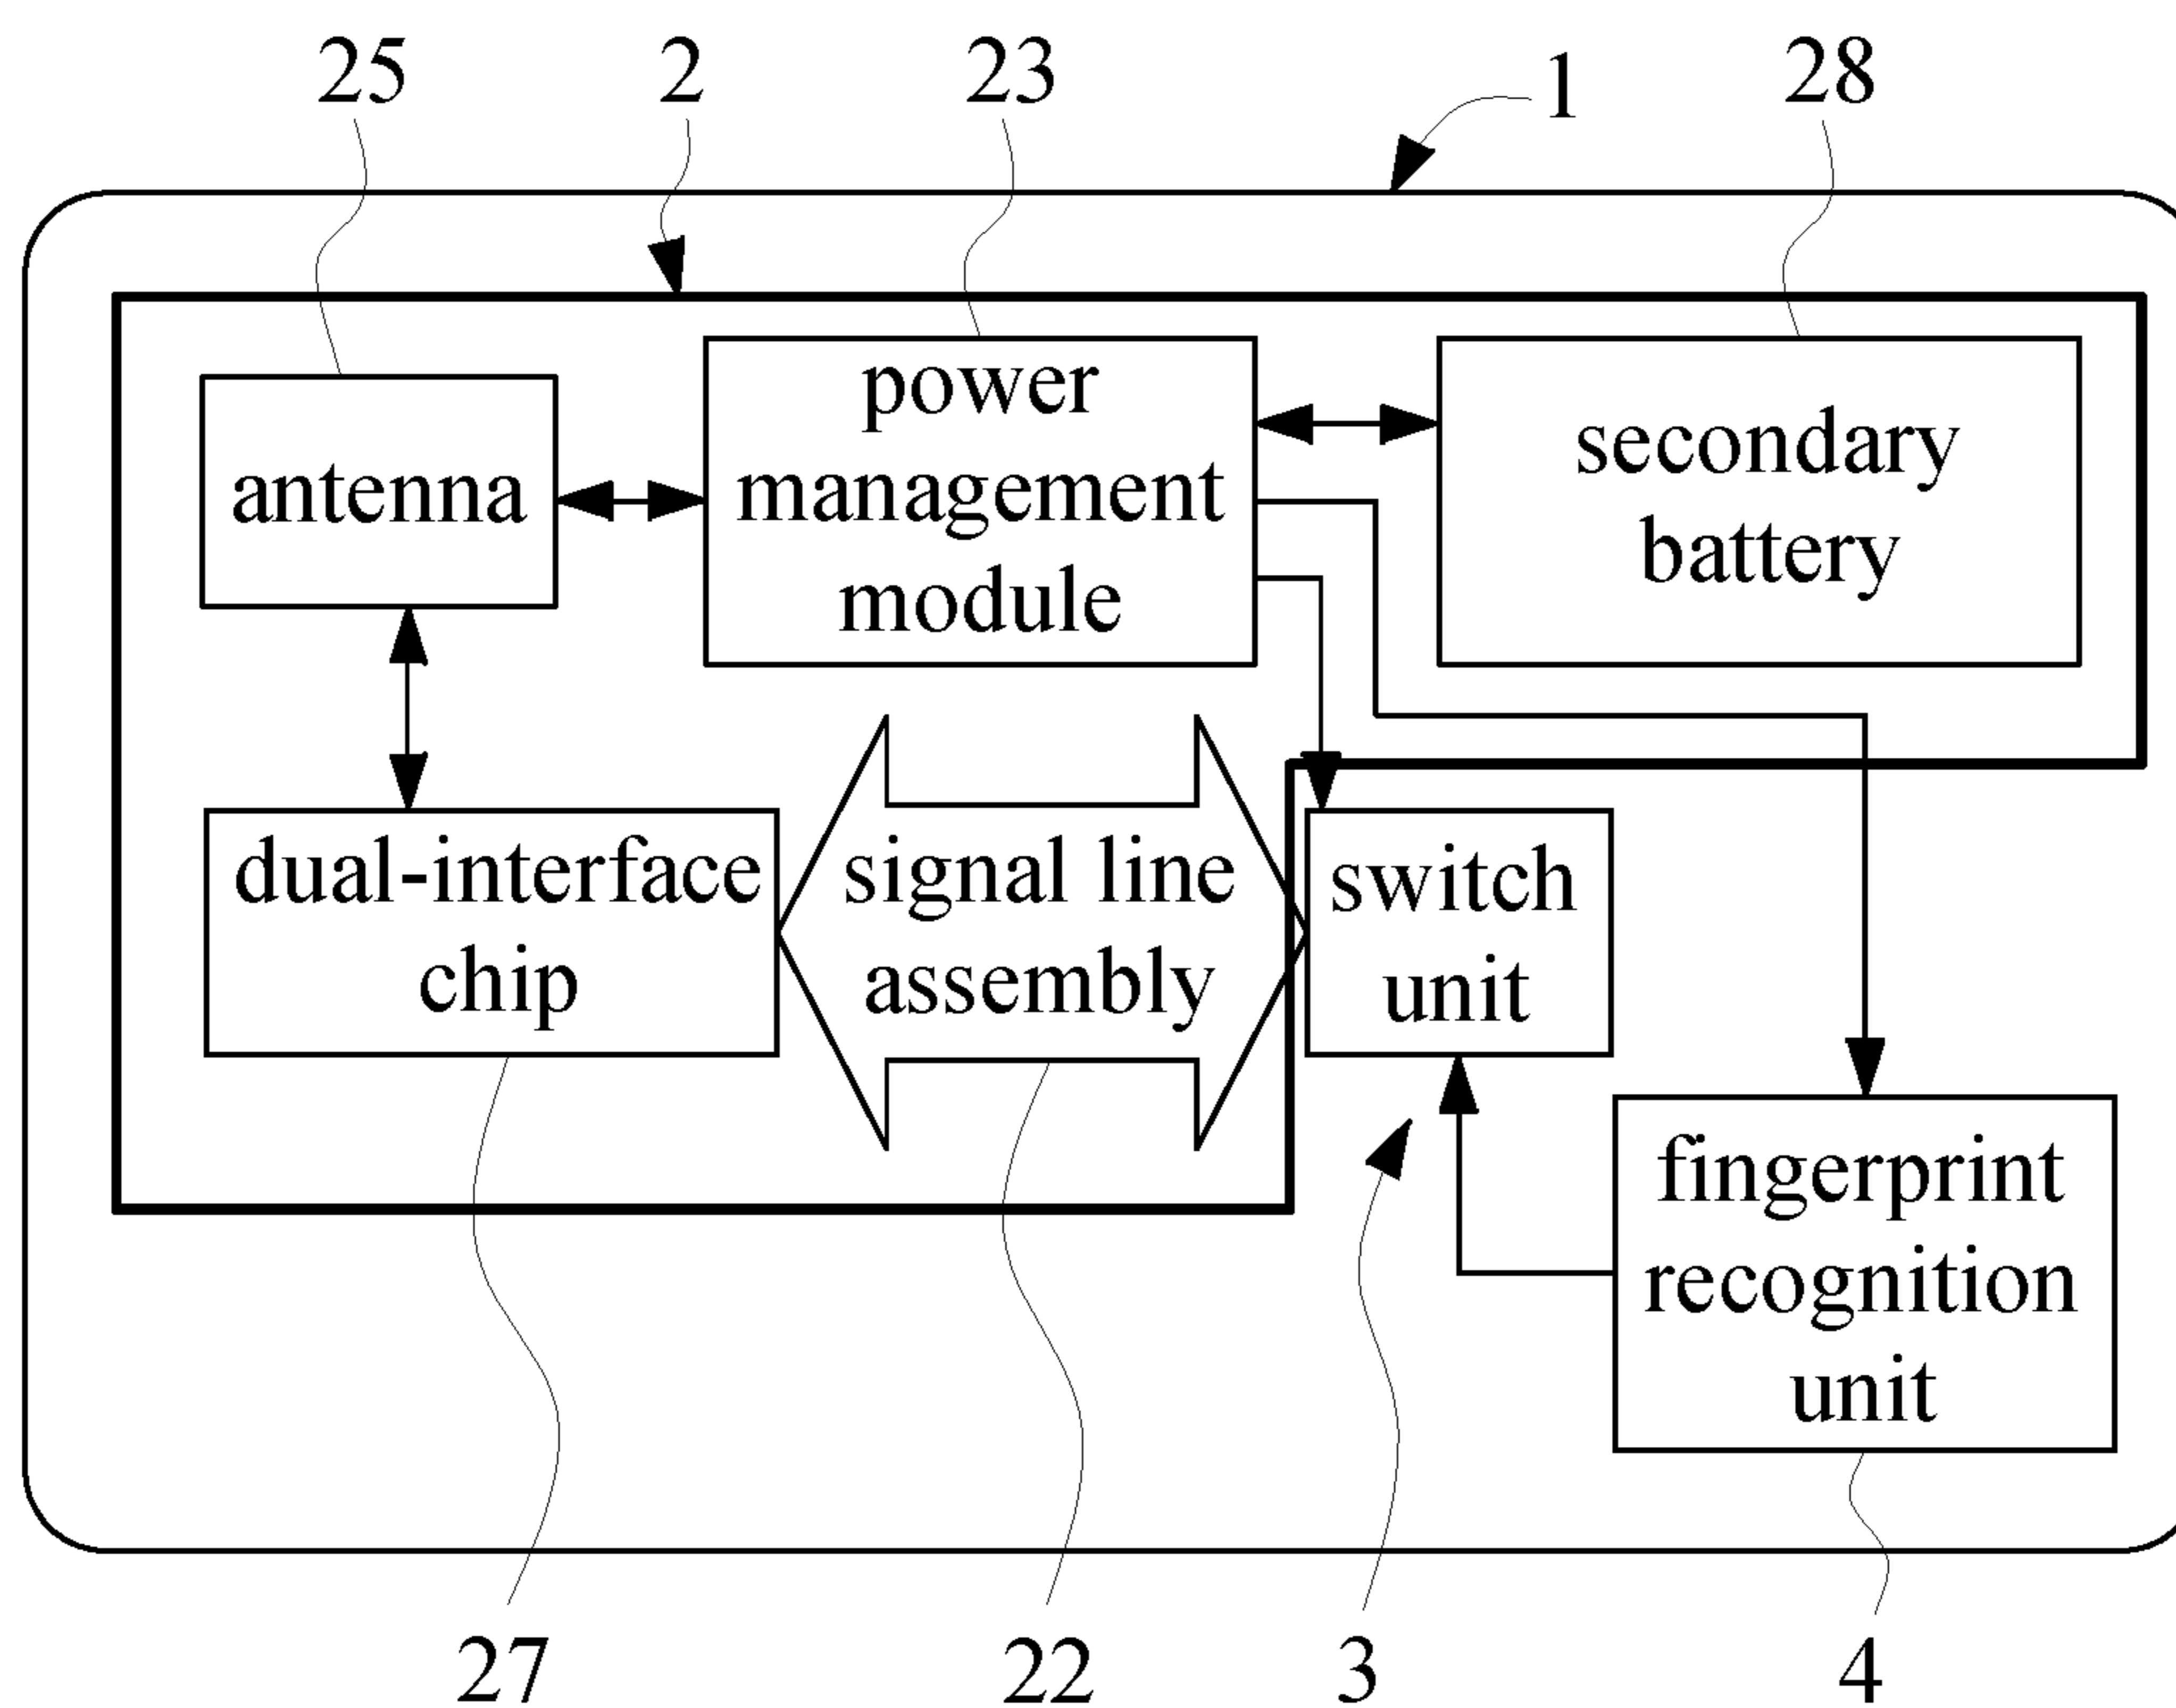 25
2
23
1
28
antenna
power
management
module
secondary
battery
dual-interface
chip
signal line
assembly
switch
unit
fingerprint
recognition
unit
27
22
3
4